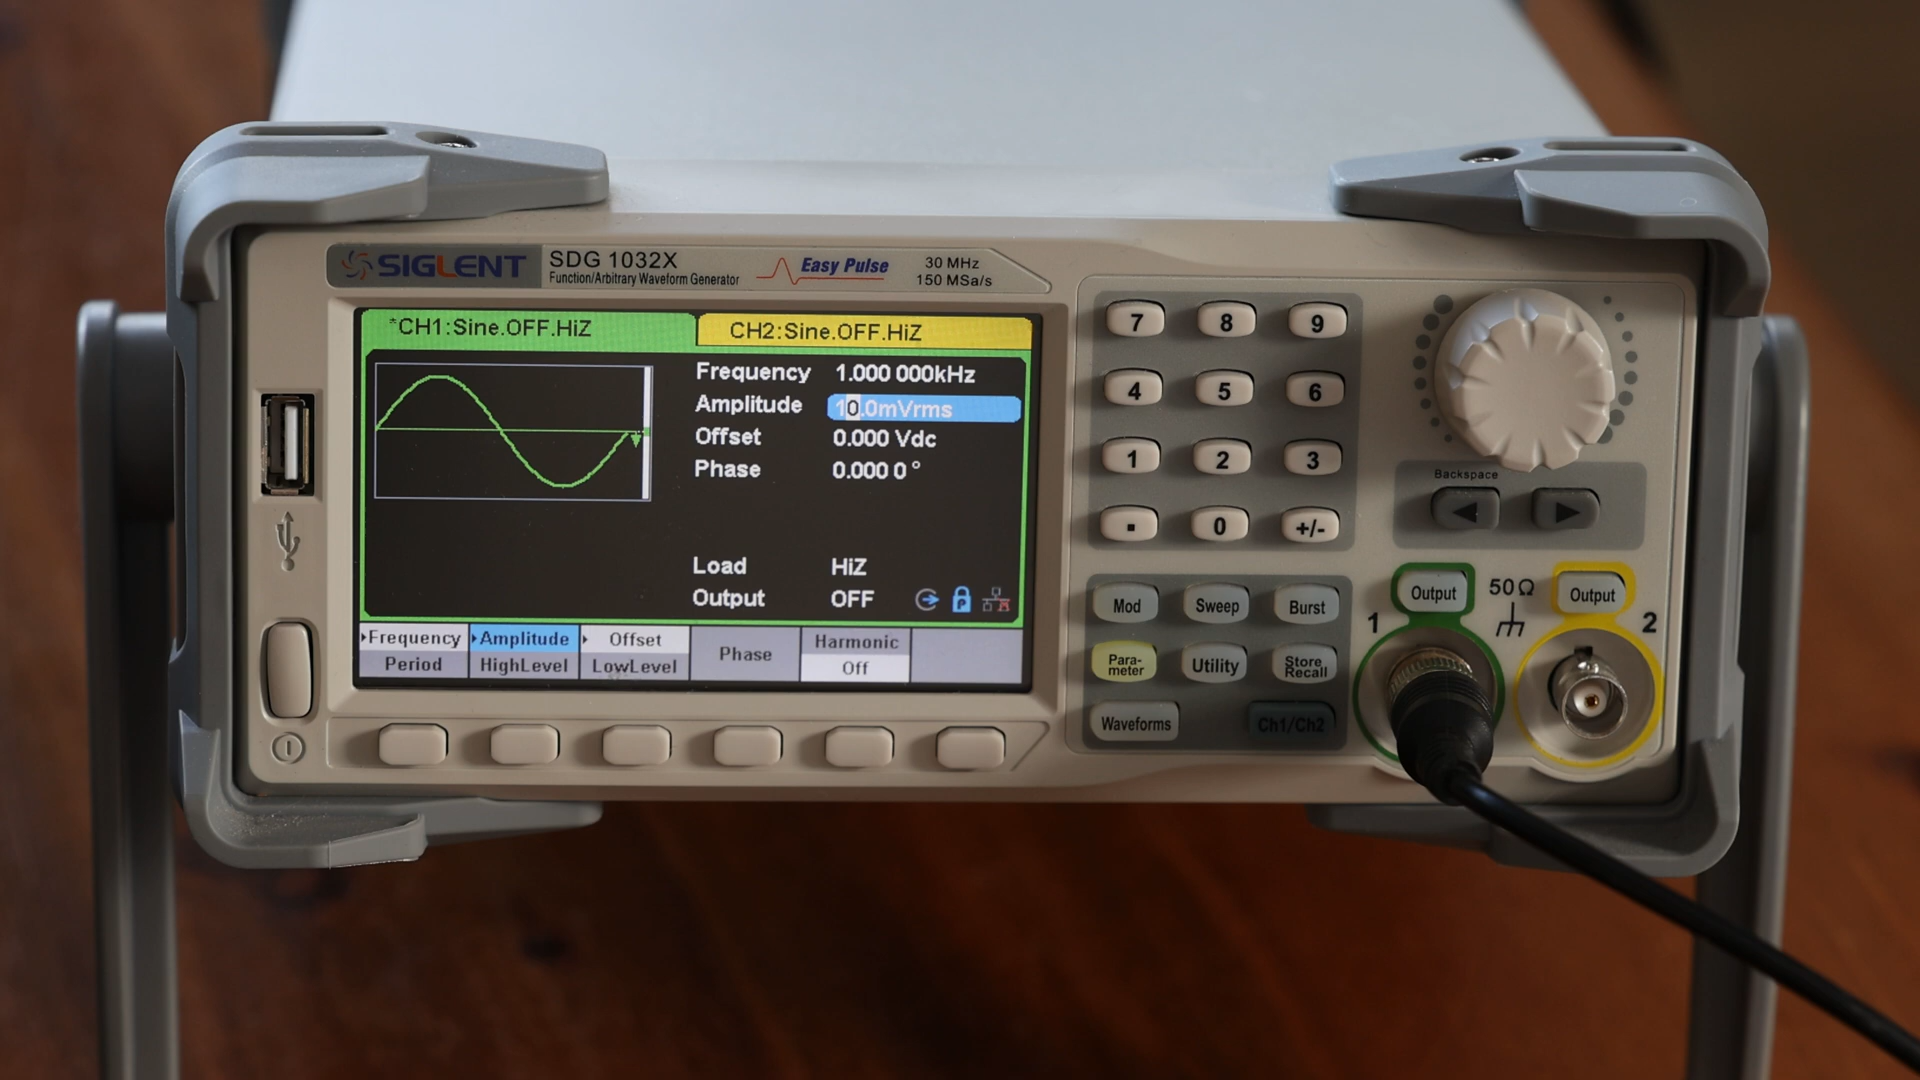 SIGLENT
SDG 1032X
Function/Arbitrary Waveform Generator
Easy Pulse
30 MHz
150 MSa/s
*CH1:Sine.OFF.HiZ
CH2:Sine.OFF.HiZ
Frequency 1.000 000kHz
Amplitude 10.0mVrms
Offset 0.000 Vdc
Phase 0.000 0 °
Load HiZ
Output OFF
P
Frequency
Period
Amplitude
HighLevel
Offset
LowLevel
Phase
Harmonic
Off
7 8 9
4 5 6
1 2 3
. 0 +/-
Backspace
Mod Sweep Burst
Para-
meter
Utility
Store
Recall
Waveforms Ch1/Ch2
Output
50Ω
Output
1
2